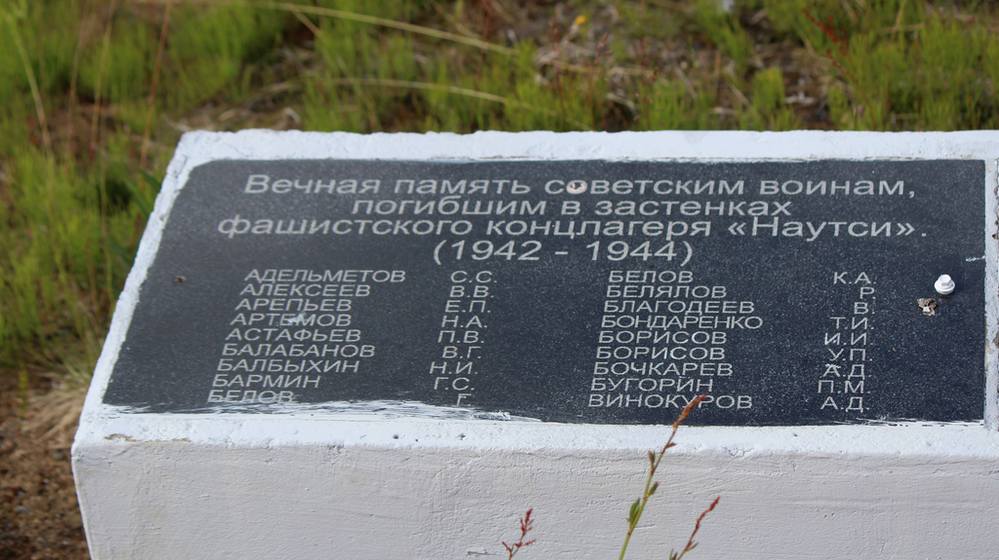 Вечная память советским воинам,
погибшим в застенках
фашистского концлагеря «Наутси».
(1942 - 1944)
АДЕЛЬМЕТОВ С.С.
АЛЕКСЕЕВ В.В.
АРЕПЬЕВ Е.П.
АРТЕМОВ Н.А.
АСТАФЬЕВ П.В.
БАЛАБАНОВ В.Г.
БАЛБЫХИН Н.И.
БАРМИН Г.С.
БЕЛОВ Г.
БЕЛОВ К.А.
БЕЛЯЛОВ Р.
БЛАГОДЕЕВ В.
БОНДАРЕНКО Т.И.
БОРИСОВ И.И.
БОРИСОВ У.П.
БОЧКАРЕВ А.Д.
БУГОРИН П.М.
ВИНОКУРОВ А.Д.